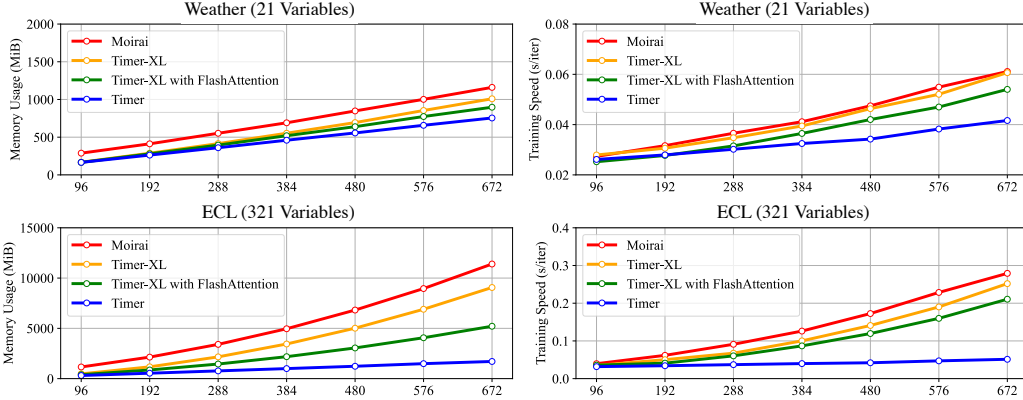 Weather (21 Variables)
Memory Usage (MiB)
2000
1500
1000
500
0
Moirai
Timer-XL
Timer-XL with FlashAttention
Timer
96 192 288 384 480 576 672
Weather (21 Variables)
Training Speed (s/iter)
0.08
0.06
0.04
0.02
Moirai
Timer-XL
Timer-XL with FlashAttention
Timer
96 192 288 384 480 576 672
ECL (321 Variables)
Memory Usage (MiB)
15000
10000
5000
0
Moirai
Timer-XL
Timer-XL with FlashAttention
Timer
96 192 288 384 480 576 672
ECL (321 Variables)
Training Speed (s/iter)
0.4
0.3
0.2
0.1
0.0
Moirai
Timer-XL
Timer-XL with FlashAttention
Timer
96 192 288 384 480 576 672